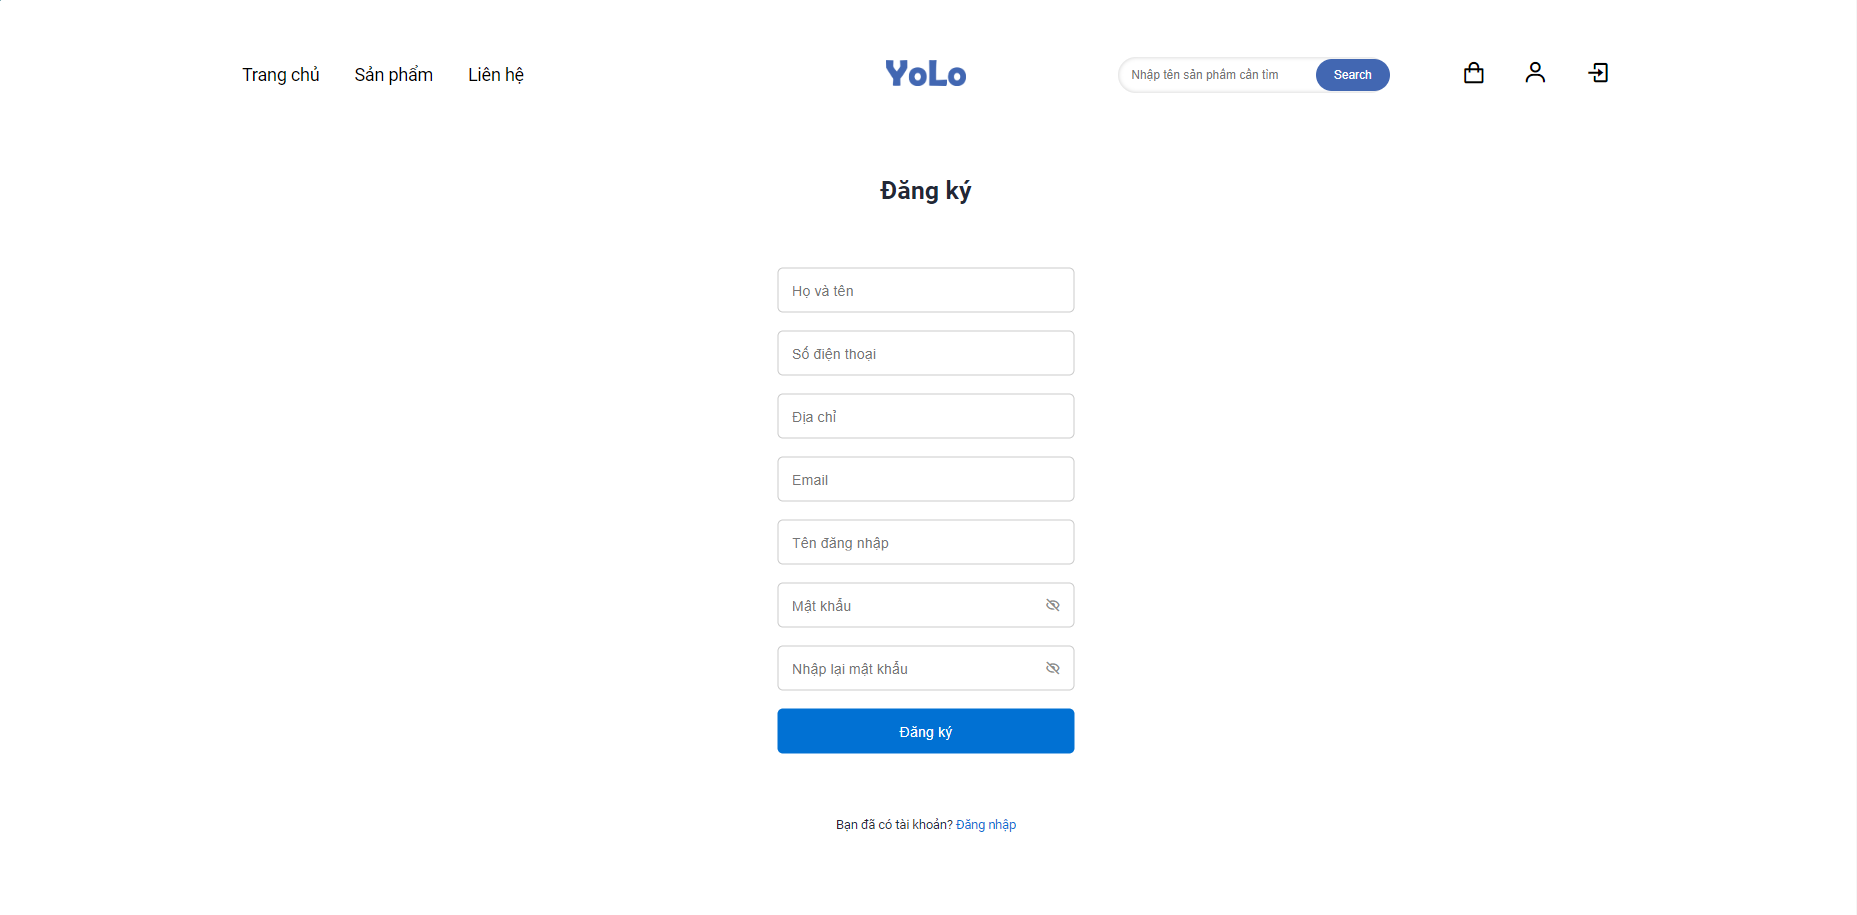 Trang chủ Sản phẩm Liên hệ YoLo Nhập tên sản phẩm cần tìm Search
Đăng ký
Họ và tên
Số điện thoại
Địa chỉ
Email
Tên đăng nhập
Mật khẩu
Nhập lại mật khẩu
Đăng ký
Bạn đã có tài khoản? Đăng nhập